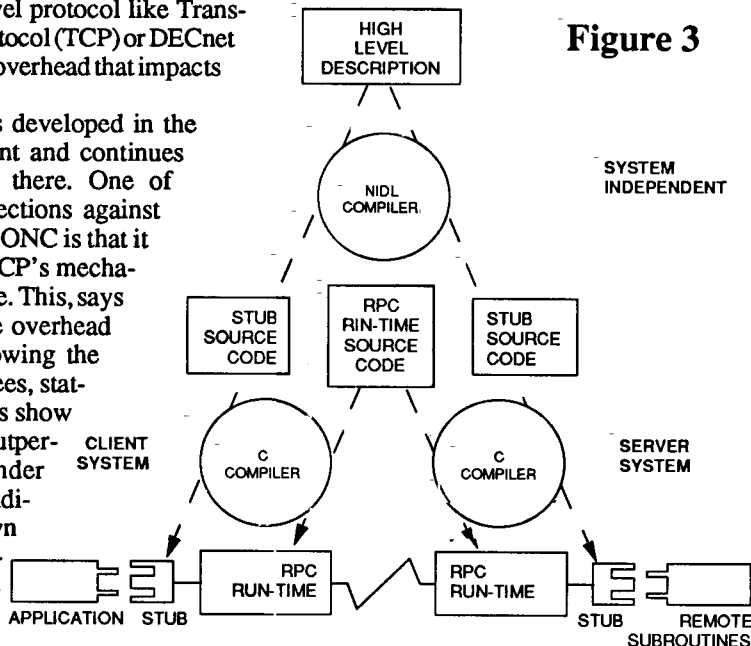 vel protocol like Trans-
otocol (TCP) or DECnet
overhead that impacts
s developed in the
nt and continues
there. One of
ections against
ONC is that it
CP's mecha-
e. This, says
e overhead
owing the
ees, stat-
s show
utper-
nder
adi-
wn
Figure 3
HIGH
LEVEL
DESCRIPTION
NIDL
COMPILER
SYSTEM
INDEPENDENT
STUB
SOURCE
CODE
RPC
RIN-TIME
SOURCE
CODE
STUB
SOURCE
CODE
CLIENT
SYSTEM
C
COMPILER
C
COMPILER
SERVER
SYSTEM
APPLICATION
STUB
RPC
RUN-TIME
RPC
RUN-TIME
STUB
REMOTE
SUBROUTINES